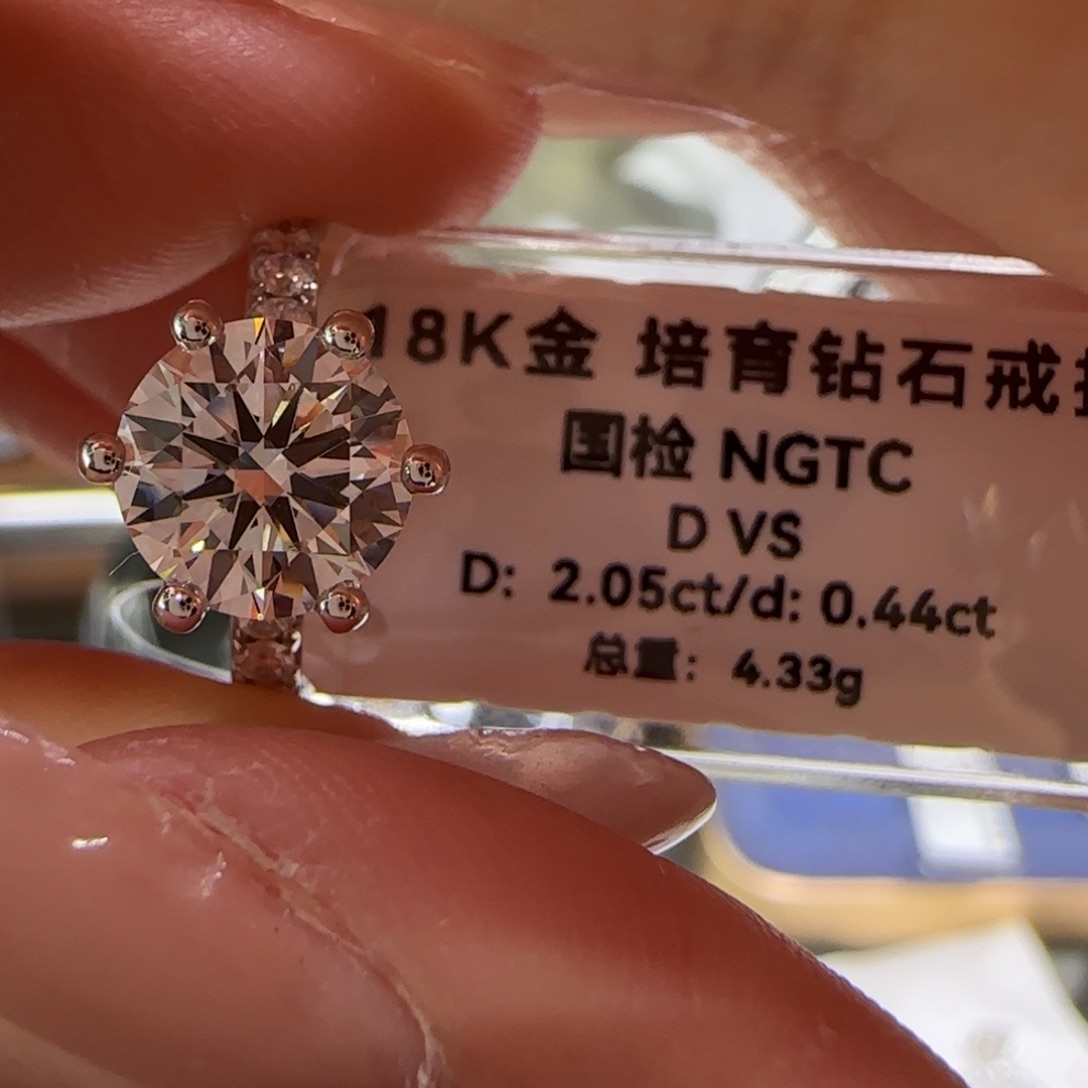 18K金 培育钻石戒
国检 NGTC
D VS
D: 2.05ct/d: 0.44ct
总重: 4.33g